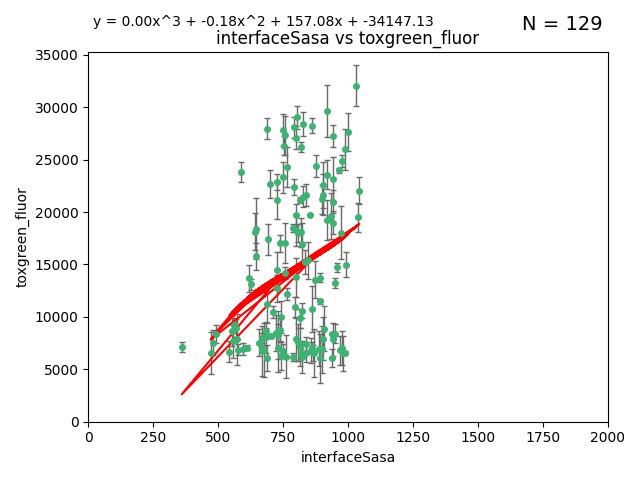 y = 0.00x^3 + -0.18x^2 + 157.08x + -34147.13
N = 129
interfaceSasa vs toxgreen_fluor
35000
30000
25000
20000
15000
10000
5000
0
toxgreen_fluor
0 250 500 750 1000 1250 1500 1750 2000
interfaceSasa